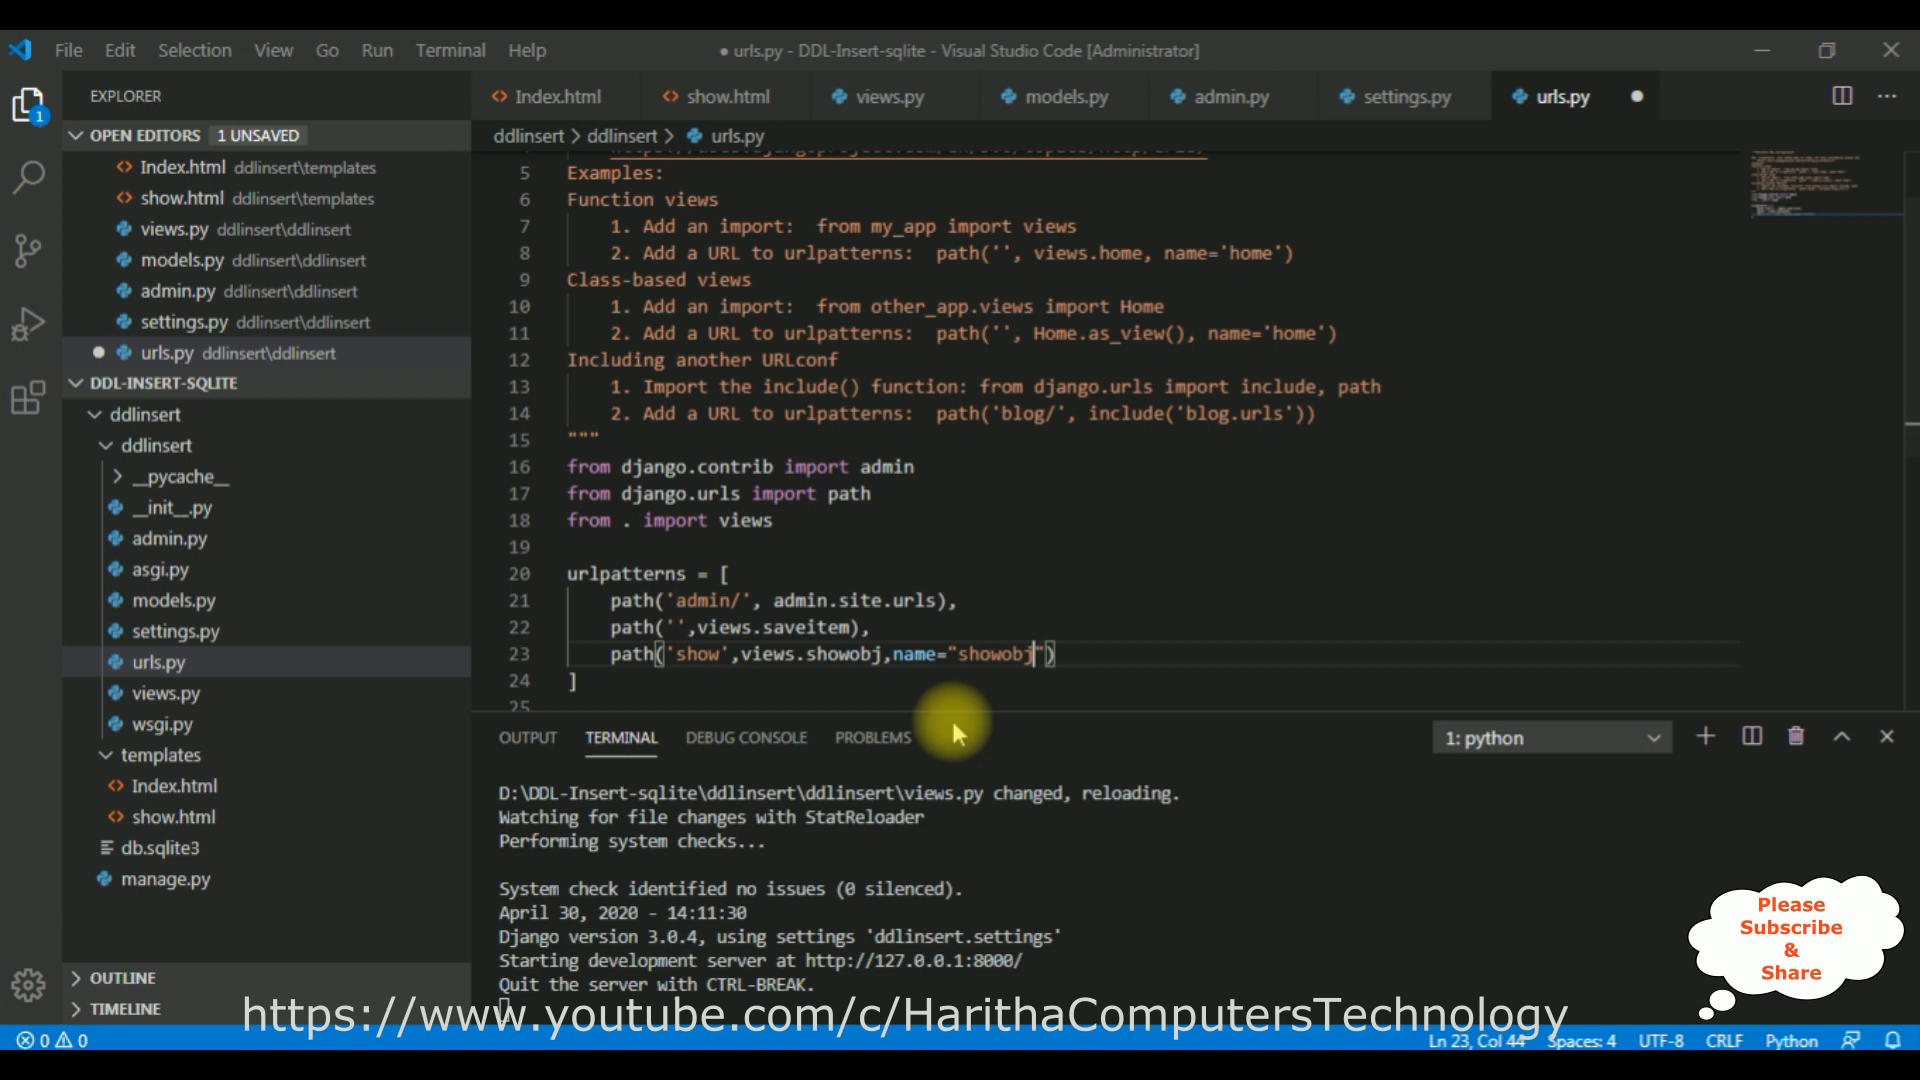 File Edit Selection View Go Run Terminal Help
● urls.py - DDL-Insert-sqlite - Visual Studio Code [Administrator]
EXPLORER
Index.html show.html views.py models.py admin.py settings.py urls.py
OPEN EDITORS 1 UNSAVED
ddlinsert > ddlinsert > urls.py
Index.html ddlinsert\templates
show.html ddlinsert\templates
views.py ddlinsert\ddlinsert
models.py ddlinsert\ddlinsert
admin.py ddlinsert\ddlinsert
settings.py ddlinsert\ddlinsert
urls.py ddlinsert\ddlinsert
DDL-INSERT-SQLITE
ddlinsert
ddlinsert
__pycache__
__init__.py
admin.py
asgi.py
models.py
settings.py
urls.py
views.py
wsgi.py
templates
Index.html
show.html
db.sqlite3
manage.py
OUTLINE
TIMELINE
5 Examples:
6 Function views
7 1. Add an import:  from my_app import views
8 2. Add a URL to urlpatterns:  path('', views.home, name='home')
9 Class-based views
10 1. Add an import:  from other_app.views import Home
11 2. Add a URL to urlpatterns:  path('', Home.as_view(), name='home')
12 Including another URLconf
13 1. Import the include() function: from django.urls import include, path
14 2. Add a URL to urlpatterns:  path('blog/', include('blog.urls'))
15 """
16 from django.contrib import admin
17 from django.urls import path
18 from . import views
19
20 urlpatterns = [
21 path('admin/', admin.site.urls),
22 path('',views.saveitem),
23 path('show',views.showobj,name="showobj")
24 ]
25
OUTPUT TERMINAL DEBUG CONSOLE PROBLEMS 1: python
D:\DDL-Insert-sqlite\ddlinsert\ddlinsert\views.py changed, reloading.
Watching for file changes with StatReloader
Performing system checks...
System check identified no issues (0 silenced).
April 30, 2020 - 14:11:30
Django version 3.0.4, using settings 'ddlinsert.settings'
Starting development server at http://127.0.0.1:8000/
Quit the server with CTRL-BREAK.
Please
Subscribe
&
Share
https://www.youtube.com/c/HarithaComputersTechnology
0 0 Ln 23, Col 44 Spaces: 4 UTF-8 CRLF Python
1